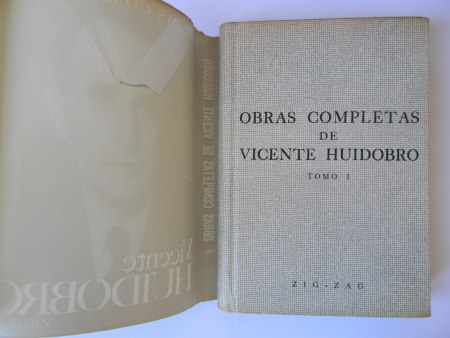 OBRAS COMPLETAS
DE
VICENTE HUIDOBRO
TOMO I
ZIG-ZAG
I OBRAS COMPLETAS DE VICENTE HUIDOBRO
Vicente
HUIDOBRO